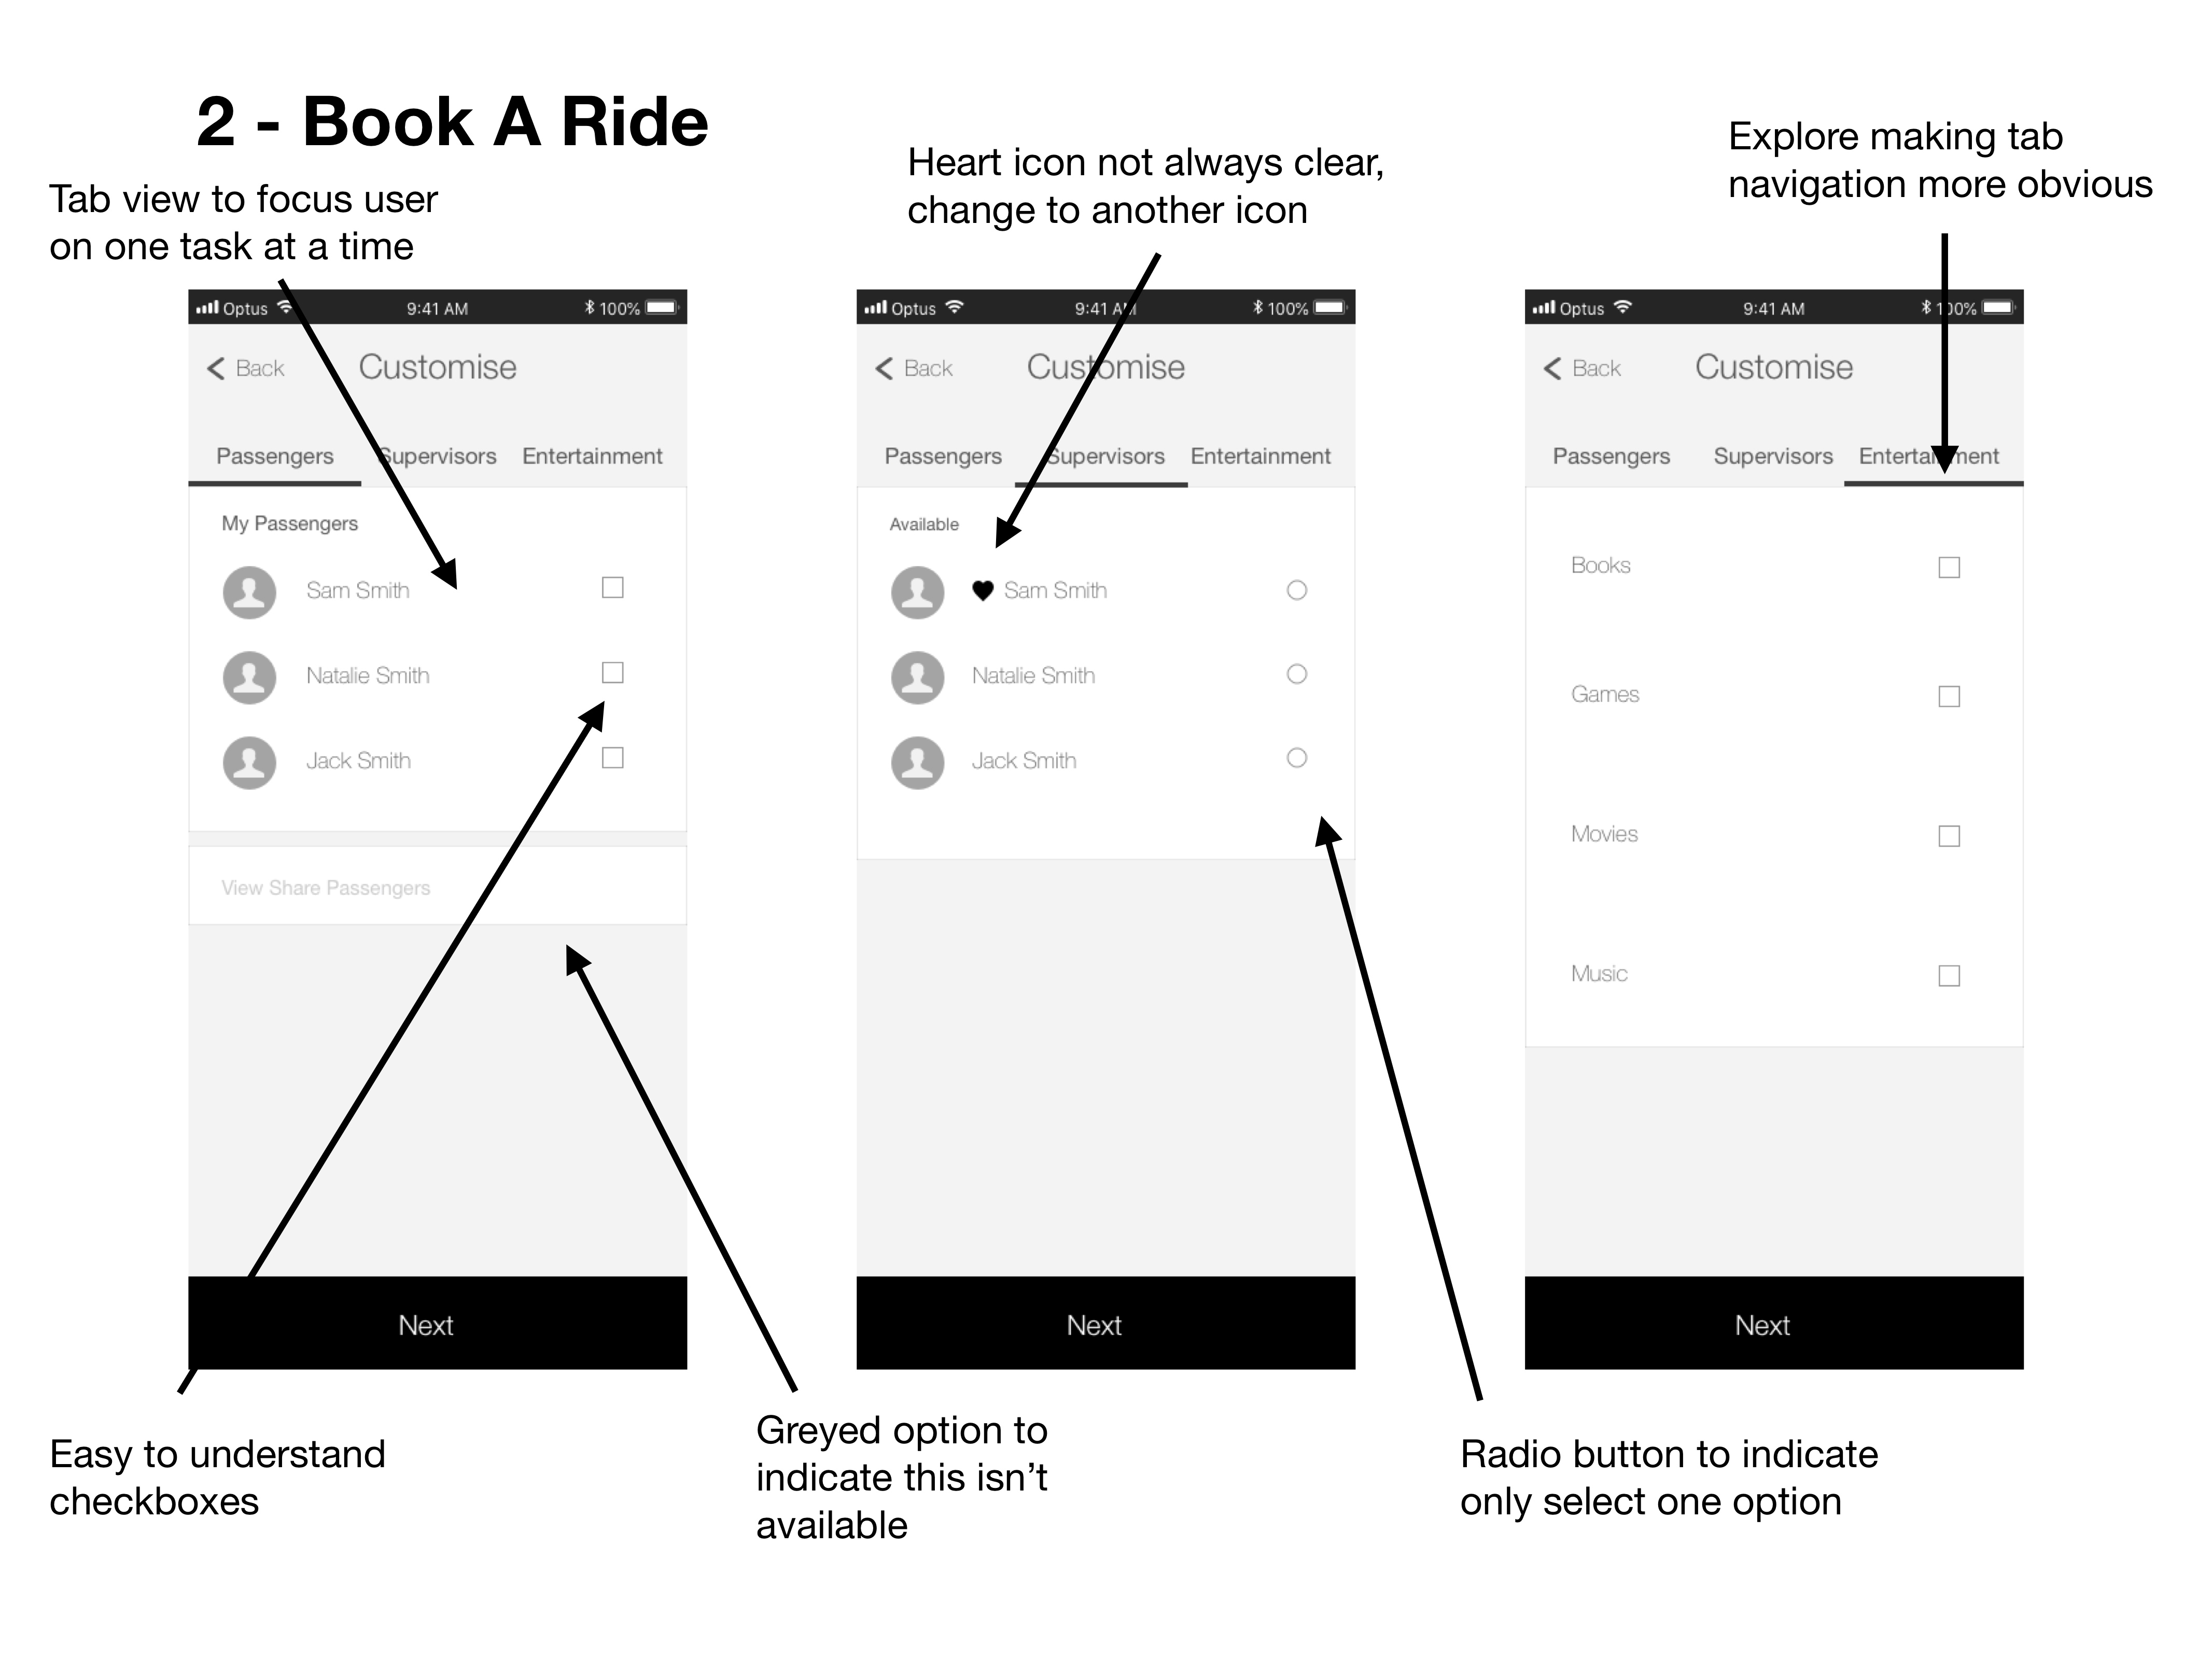 2 - Book A Ride
Tab view to focus user
on one task at a time
Heart icon not always clear,
change to another icon
Explore making tab
navigation more obvious
Optus 9:41 AM 100%
Back Customise
Passengers Supervisors Entertainment
My Passengers
Sam Smith
Natalie Smith
Jack Smith
View Share Passengers
Next
Optus 9:41 AM 100%
Back Customise
Passengers Supervisors Entertainment
Available
Sam Smith
Natalie Smith
Jack Smith
Next
Optus 9:41 AM 100%
Back Customise
Passengers Supervisors Entertainment
Books
Games
Movies
Music
Next
Easy to understand
checkboxes
Greyed option to
indicate this isn’t
available
Radio button to indicate
only select one option